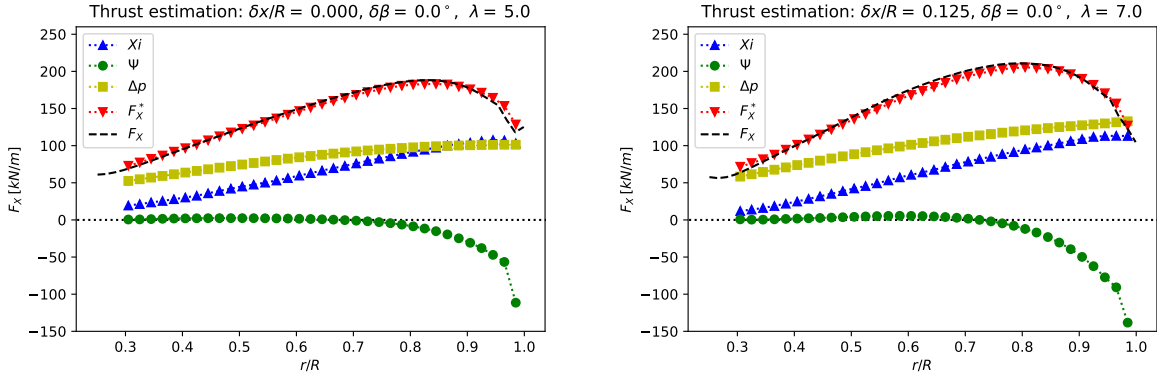 Thrust estimation: δx/R = 0.000, δβ = 0.0°, λ = 5.0
F_X [kN/m]
250
200
150
100
50
0
−50
−100
−150
Xi
Ψ
Δp
F_X^*
F_X
0.3 0.4 0.5 0.6 0.7 0.8 0.9 1.0
r/R
Thrust estimation: δx/R = 0.125, δβ = 0.0°, λ = 7.0
F_X [kN/m]
250
200
150
100
50
0
−50
−100
−150
Xi
Ψ
Δp
F_X^*
F_X
0.3 0.4 0.5 0.6 0.7 0.8 0.9 1.0
r/R